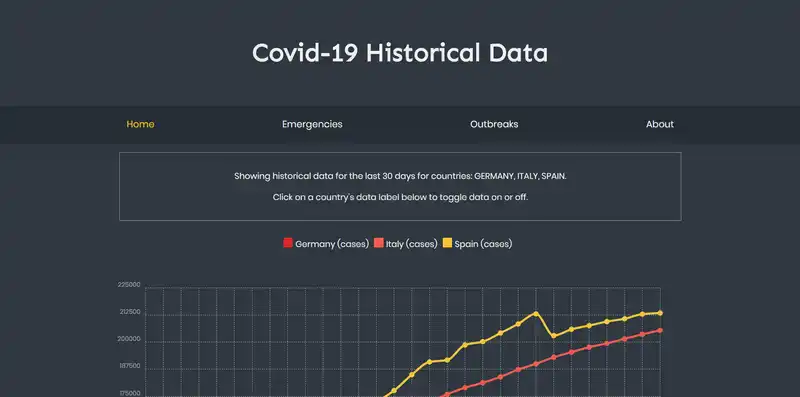 Covid-19 Historical Data
Home Emergencies Outbreaks About
Showing historical data for the last 30 days for countries: GERMANY, ITALY, SPAIN.
Click on a country's data label below to toggle data on or off.
Germany (cases) Italy (cases) Spain (cases)
225000
212500
200000
187500
175000